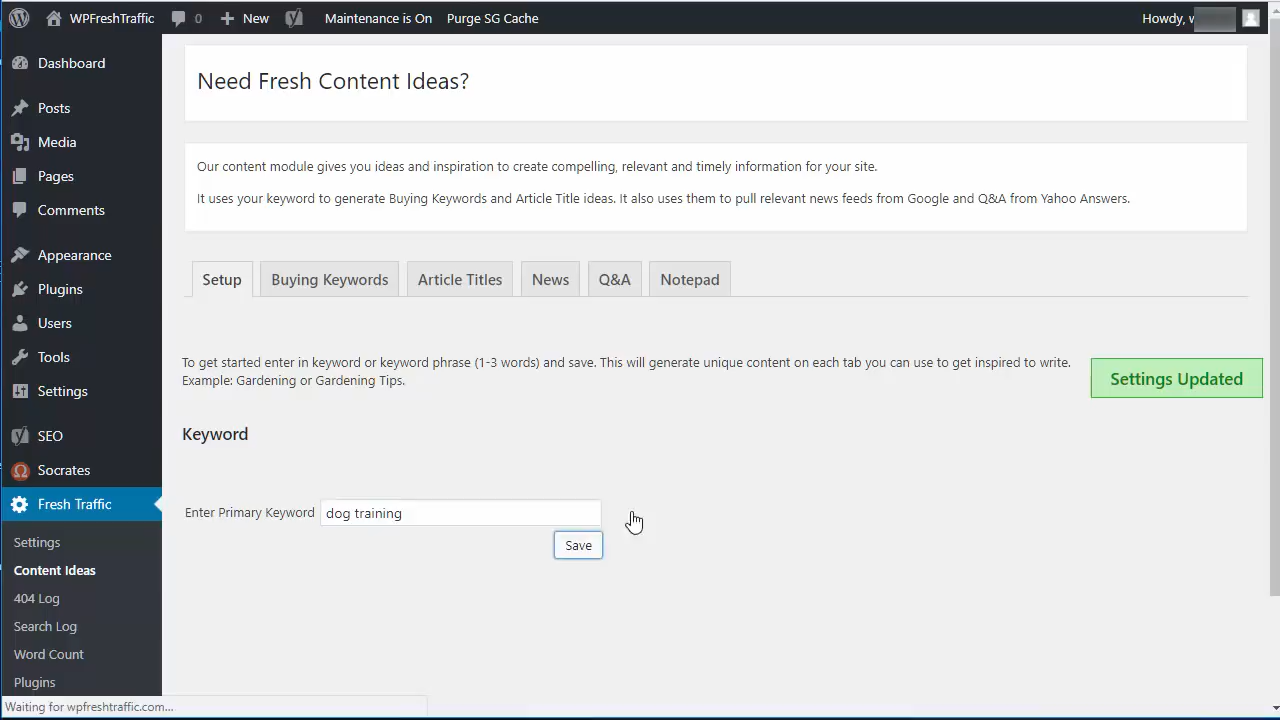 WPFreshTraffic 0 New Maintenance is On Purge SG Cache Howdy, w
Dashboard
Posts
Media
Pages
Comments
Appearance
Plugins
Users
Tools
Settings
SEO
Socrates
Fresh Traffic
Settings
Content Ideas
404 Log
Search Log
Word Count
Plugins
Need Fresh Content Ideas?
Our content module gives you ideas and inspiration to create compelling, relevant and timely information for your site.
It uses your keyword to generate Buying Keywords and Article Title ideas. It also uses them to pull relevant news feeds from Google and Q&A from Yahoo Answers.
Setup Buying Keywords Article Titles News Q&A Notepad
To get started enter in keyword or keyword phrase (1-3 words) and save. This will generate unique content on each tab you can use to get inspired to write.
Example: Gardening or Gardening Tips.
Settings Updated
Keyword
Enter Primary Keyword dog training
Save
Waiting for wpfreshtraffic.com...